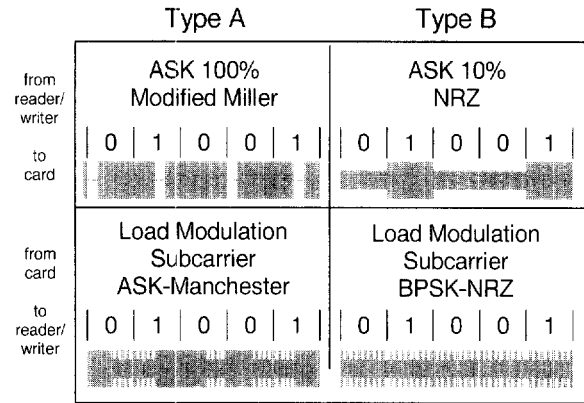 Type A
Type B
from
reader/
writer
to
card
ASK 100%
Modified Miller
0 1 0 0 1
ASK 10%
NRZ
0 1 0 0 1
from
card
to
reader/
writer
Load Modulation
Subcarrier
ASK-Manchester
0 1 0 0 1
Load Modulation
Subcarrier
BPSK-NRZ
0 1 0 0 1